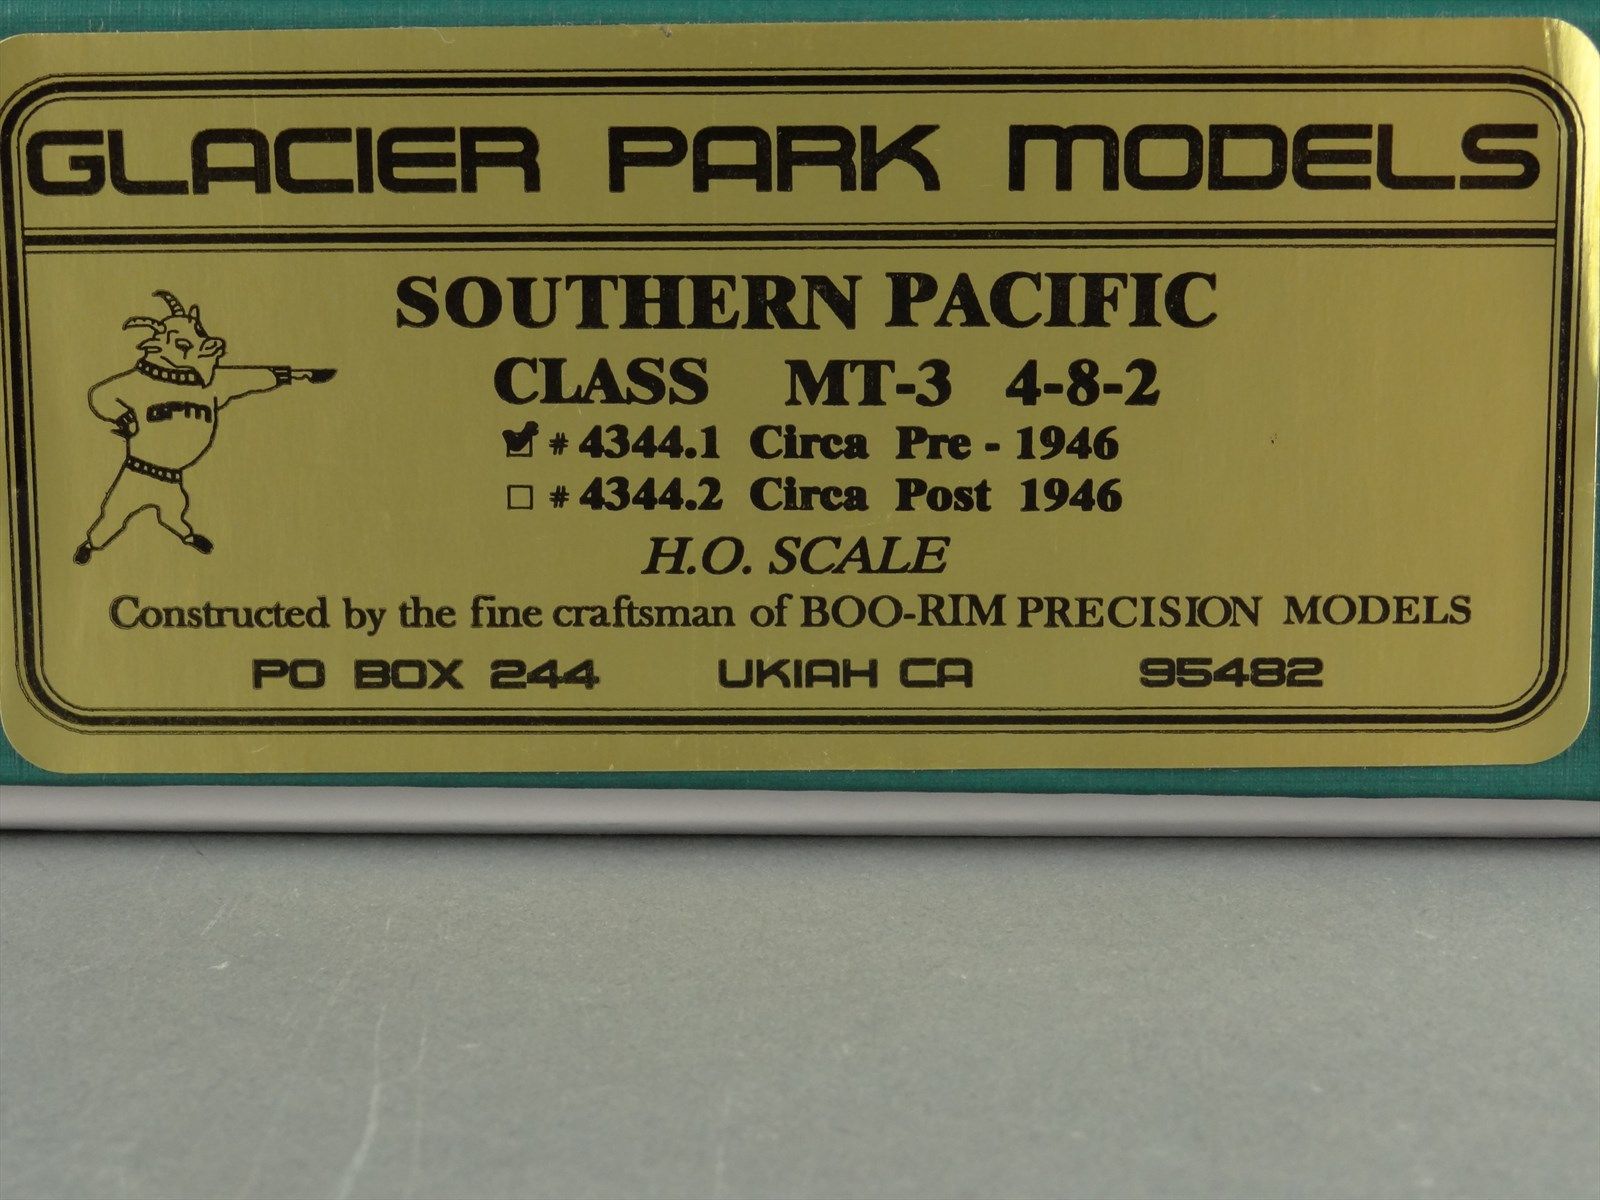 GLACIER PARK MODELS
SOUTHERN PACIFIC
CLASS MT-3 4-8-2
# 4344.1 Circa Pre - 1946
# 4344.2 Circa Post 1946
H.O. SCALE
GPM
Constructed by the fine craftsman of BOO-RIM PRECISION MODELS
PO BOX 244 UKIAH CA 95482